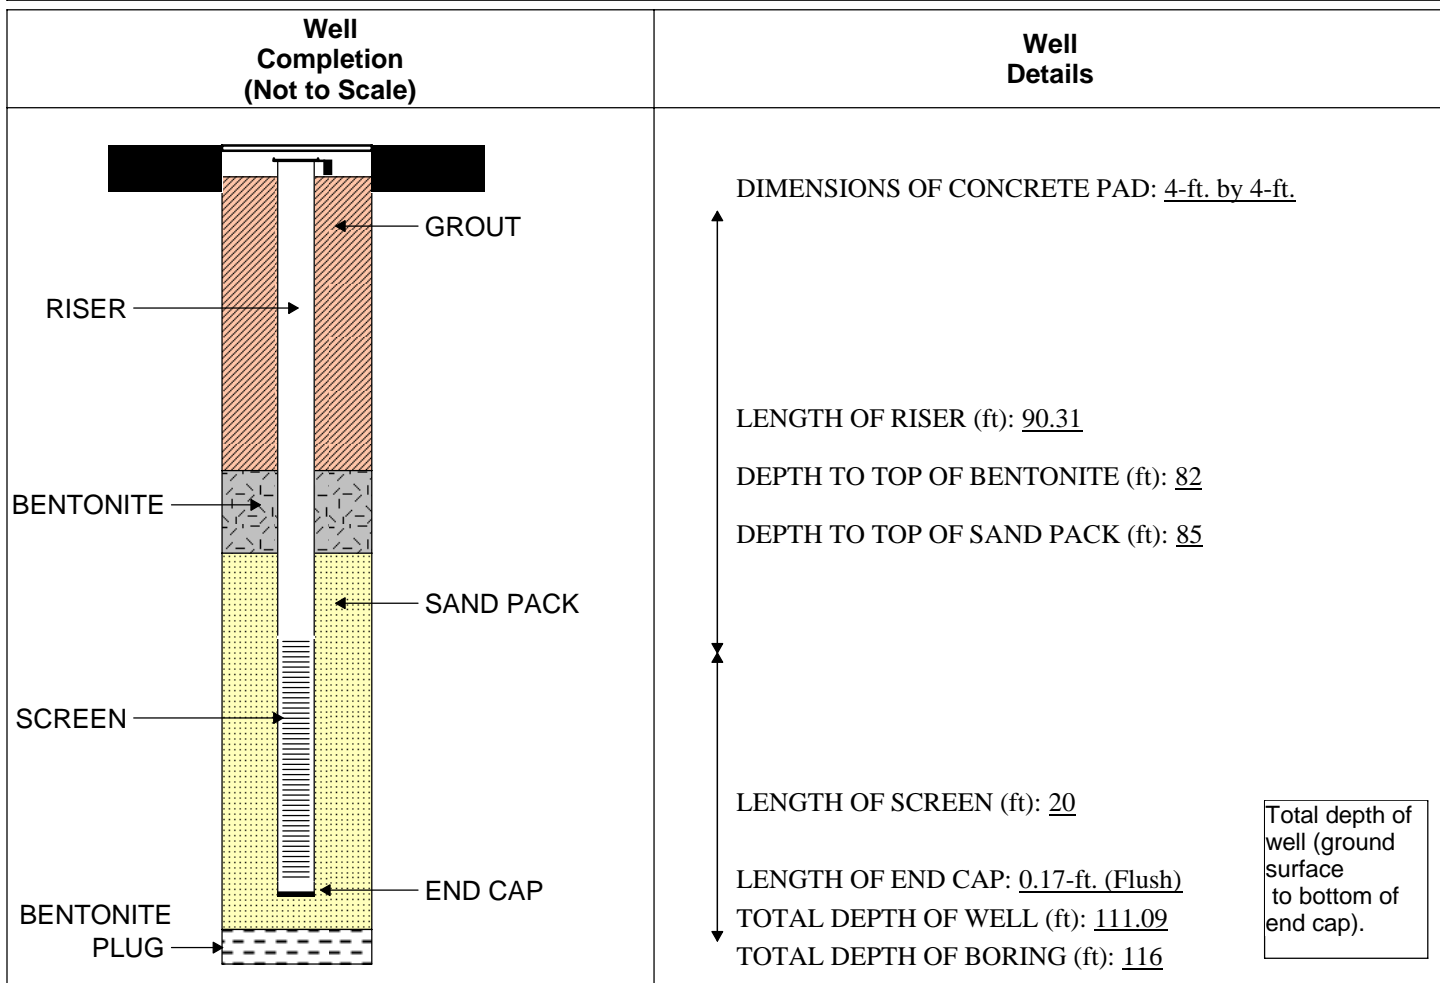 Well
Completion
(Not to Scale)
Well
Details
GROUT
RISER
BENTONITE
SAND PACK
SCREEN
END CAP
BENTONITE
PLUG
DIMENSIONS OF CONCRETE PAD: 4-ft. by 4-ft.
LENGTH OF RISER (ft): 90.31
DEPTH TO TOP OF BENTONITE (ft): 82
DEPTH TO TOP OF SAND PACK (ft): 85
LENGTH OF SCREEN (ft): 20
LENGTH OF END CAP: 0.17-ft. (Flush)
TOTAL DEPTH OF WELL (ft): 111.09
TOTAL DEPTH OF BORING (ft): 116
Total depth of
well (ground
surface
to bottom of
end cap).